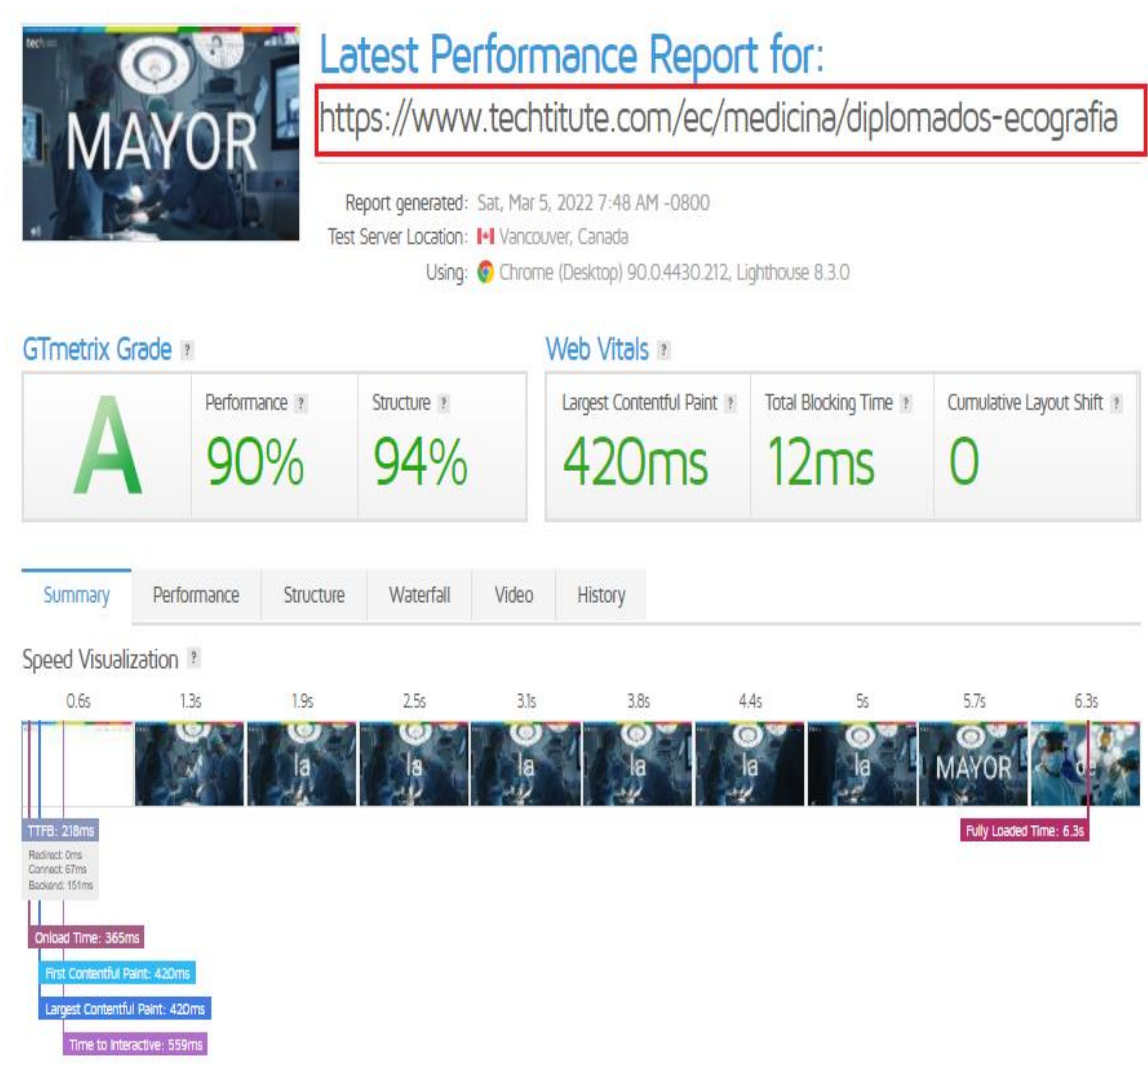 tech
MAYOR
Latest Performance Report for:
https://www.techtitute.com/ec/medicina/diplomados-ecografia
Report generated: Sat, Mar 5, 2022 7:48 AM -0800
Test Server Location: Vancouver, Canada
Using: Chrome (Desktop) 90.0.4430.212, Lighthouse 8.3.0
GTmetrix Grade ?
Web Vitals ?
A
Performance ?
90%
Structure ?
94%
Largest Contentful Paint ?
420ms
Total Blocking Time ?
12ms
Cumulative Layout Shift ?
0
Summary Performance Structure Waterfall Video History
Speed Visualization ?
0.6s 1.3s 1.9s 2.5s 3.1s 3.8s 4.4s 5s 5.7s 6.3s
la la la la la la MAYOR de
TTFB: 218ms
Redirect: 0ms
Connect: 67ms
Backend: 151ms
Fully Loaded Time: 6.3s
Onload Time: 365ms
First Contentful Paint: 420ms
Largest Contentful Paint: 420ms
Time to Interactive: 559ms